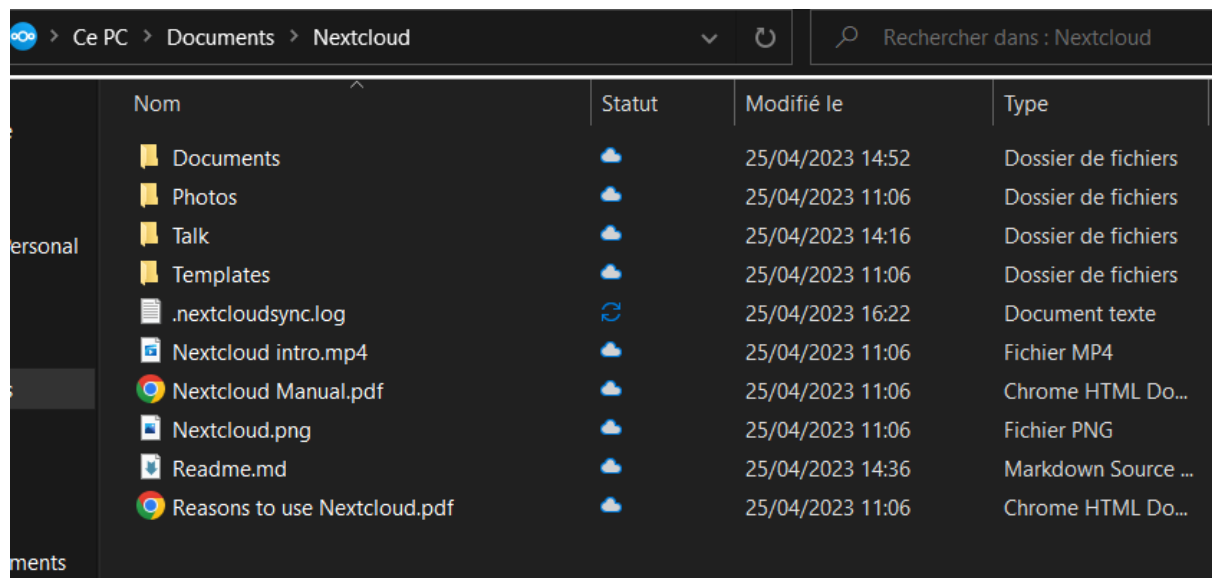 Ce PC > Documents > Nextcloud Rechercher dans : Nextcloud
Nom Statut Modifié le Type
Documents 25/04/2023 14:52 Dossier de fichiers
Photos 25/04/2023 11:06 Dossier de fichiers
ersonal Talk 25/04/2023 14:16 Dossier de fichiers
Templates 25/04/2023 11:06 Dossier de fichiers
.nextcloudsync.log 25/04/2023 16:22 Document texte
Nextcloud intro.mp4 25/04/2023 11:06 Fichier MP4
Nextcloud Manual.pdf 25/04/2023 11:06 Chrome HTML Do...
Nextcloud.png 25/04/2023 11:06 Fichier PNG
Readme.md 25/04/2023 14:36 Markdown Source ...
Reasons to use Nextcloud.pdf 25/04/2023 11:06 Chrome HTML Do...
ments